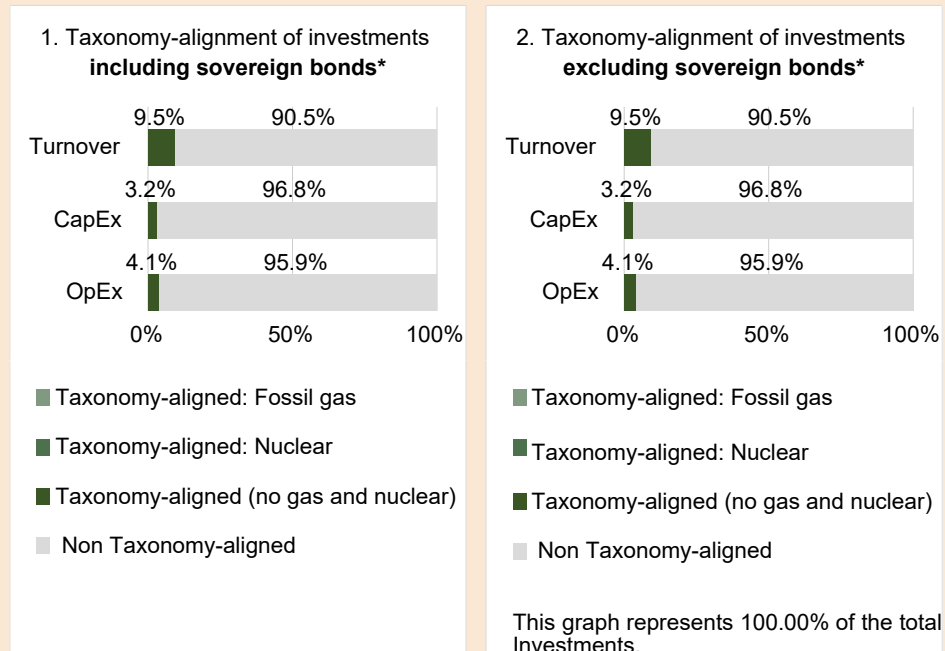 1. Taxonomy-alignment of investments
including sovereign bonds*
9.5% 90.5%
Turnover
3.2% 96.8%
CapEx
4.1% 95.9%
OpEx
0% 50% 100%
Taxonomy-aligned: Fossil gas
Taxonomy-aligned: Nuclear
Taxonomy-aligned (no gas and nuclear)
Non Taxonomy-aligned
2. Taxonomy-alignment of investments
excluding sovereign bonds*
9.5% 90.5%
Turnover
3.2% 96.8%
CapEx
4.1% 95.9%
OpEx
0% 50% 100%
Taxonomy-aligned: Fossil gas
Taxonomy-aligned: Nuclear
Taxonomy-aligned (no gas and nuclear)
Non Taxonomy-aligned
This graph represents 100.00% of the total
Investments.